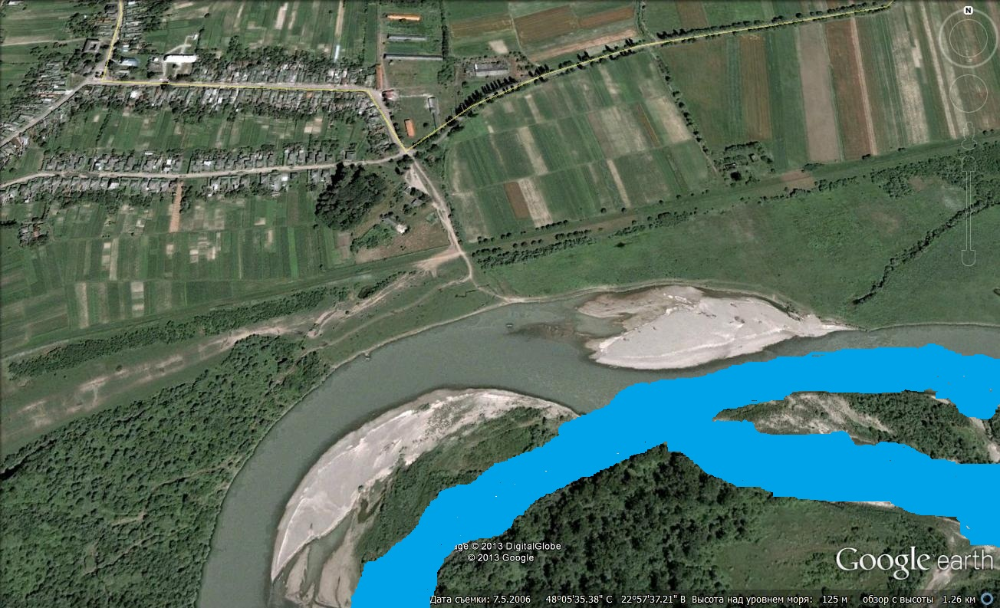 N
age © 2013 DigitalGlobe
© 2013 Google
Google earth
Дата съемки: 7.5.2006 48°05'35.38" С 22°57'37.21" В Высота над уровнем моря: 125 м обзор с высоты 1.26 км